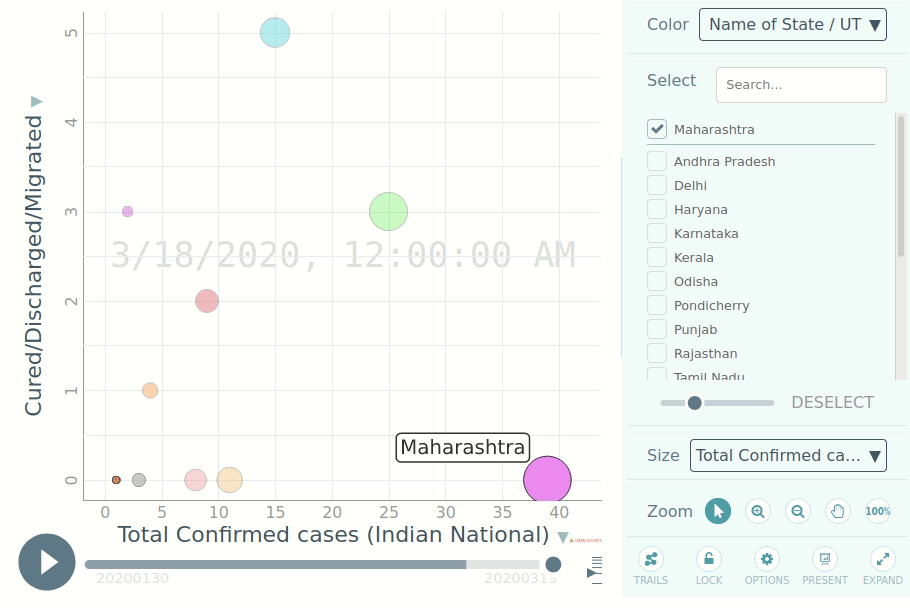 Color
Name of State / UT ▼
Select
Search...
Maharashtra
Andhra Pradesh
Delhi
Haryana
Karnataka
Kerala
Odisha
Pondicherry
Punjab
Rajasthan
Tamil Nadu
DESELECT
Size
Total Confirmed ca... ▼
Zoom
100%
TRAILS
LOCK
OPTIONS
PRESENT
EXPAND
Cured/Discharged/Migrated
5
4
3
2
1
0
3/18/2020, 12:00:00 AM
Maharashtra
0 5 10 15 20 25 30 35 40
Total Confirmed cases (Indian National)
20200130